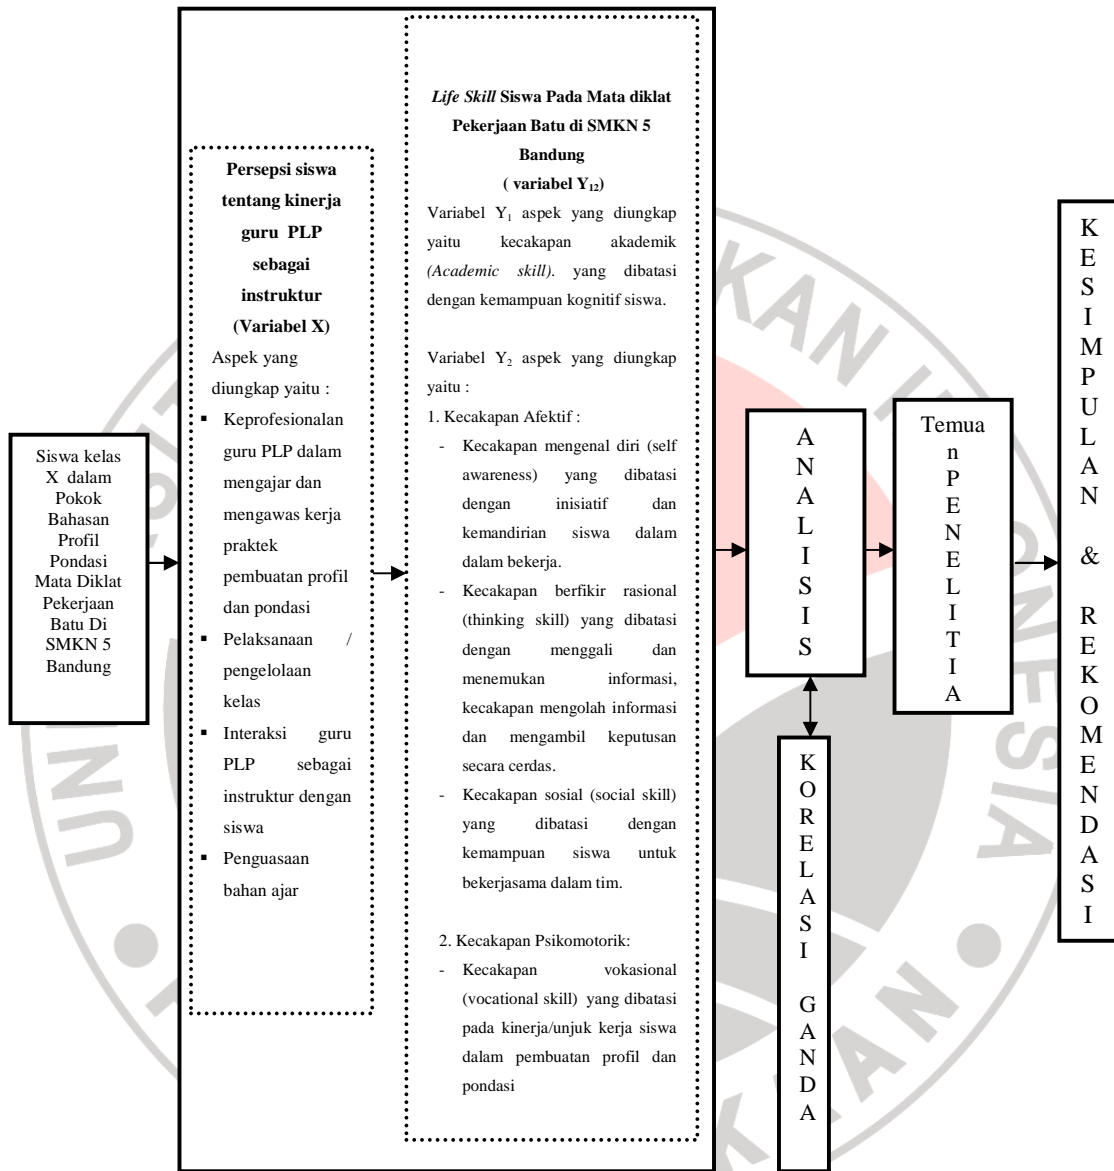 Siswa kelas
X dalam
Pokok
Bahasan
Profil
Pondasi
Mata Diklat
Pekerjaan
Batu Di
SMKN 5
Bandung
Persepsi siswa
tentang kinerja
guru PLP
sebagai
instruktur
(Variabel X)
Aspek yang
diungkap yaitu :
▪ Keprofesionalan
guru PLP dalam
mengajar dan
mengawas kerja
praktek
pembuatan profil
dan pondasi
▪ Pelaksanaan /
pengelolaan
kelas
▪ Interaksi guru
PLP sebagai
instruktur dengan
siswa
▪ Penguasaan
bahan ajar
Life Skill Siswa Pada Mata diklat
Pekerjaan Batu di SMKN 5
Bandung
( variabel Y₁₂)
Variabel Y₁ aspek yang diungkap
yaitu kecakapan akademik
(Academic skill). yang dibatasi
dengan kemampuan kognitif siswa.
Variabel Y₂ aspek yang diungkap
yaitu :
1. Kecakapan Afektif :
- Kecakapan mengenal diri (self
awareness) yang dibatasi
dengan inisiatif dan
kemandirian siswa dalam
dalam bekerja.
- Kecakapan berfikir rasional
(thinking skill) yang dibatasi
dengan menggali dan
menemukan informasi,
kecakapan mengolah informasi
dan mengambil keputusan
secara cerdas.
- Kecakapan sosial (social skill)
yang dibatasi dengan
kemampuan siswa untuk
bekerjasama dalam tim.
2. Kecakapan Psikomotorik:
- Kecakapan vokasional
(vocational skill) yang dibatasi
pada kinerja/unjuk kerja siswa
dalam pembuatan profil dan
pondasi
A
N
A
L
I
S
I
S
K
O
R
E
L
A
S
I
G
A
N
D
A
Temua
n P
E
N
E
L
I
T
I
A
K
E
S
I
M
P
U
L
A
N
&
R
E
K
O
M
E
N
D
A
S
I